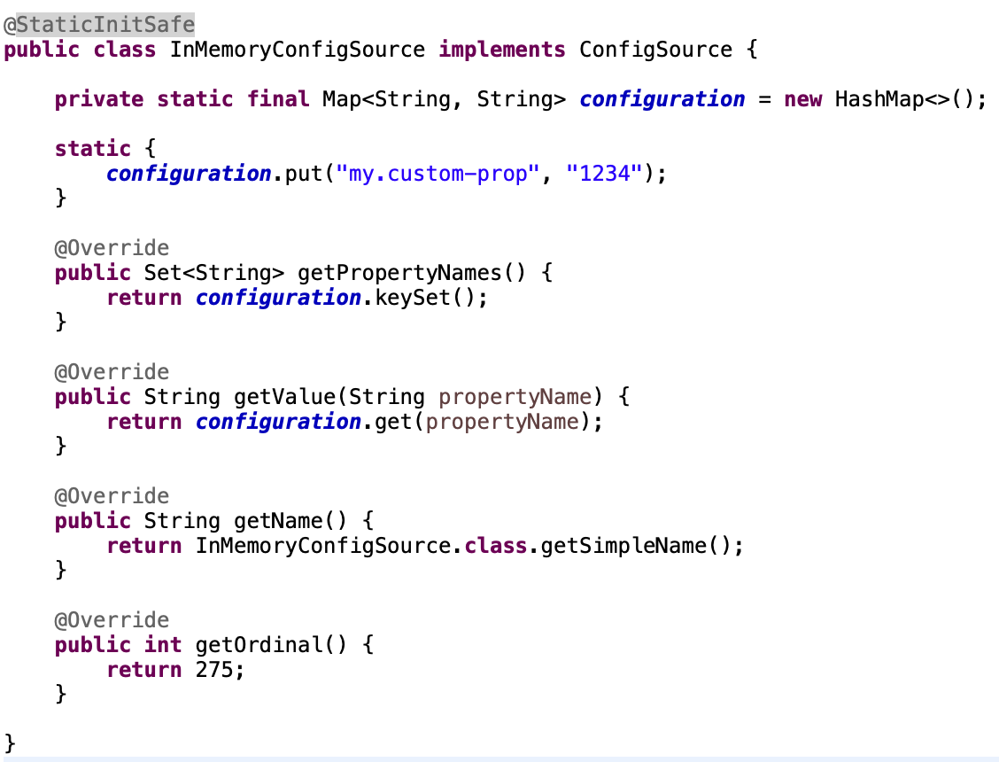 @StaticInitSafe
public class InMemoryConfigSource implements ConfigSource {
    private static final Map<String, String> configuration = new HashMap<>();
    static {
        configuration.put("my.custom-prop", "1234");
    }
    @Override
    public Set<String> getPropertyNames() {
        return configuration.keySet();
    }
    @Override
    public String getValue(String propertyName) {
        return configuration.get(propertyName);
    }
    @Override
    public String getName() {
        return InMemoryConfigSource.class.getSimpleName();
    }
    @Override
    public int getOrdinal() {
        return 275;
    }
}